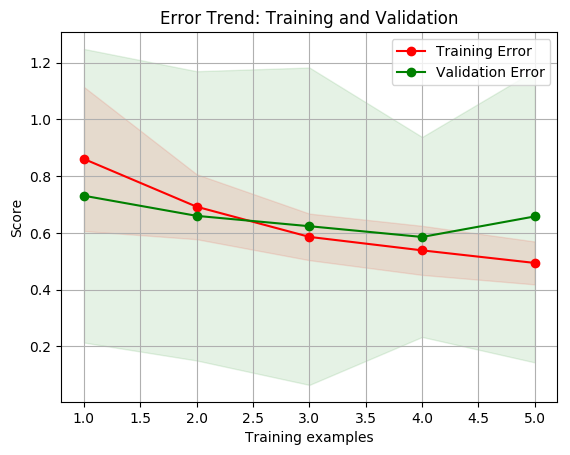 Error Trend: Training and Validation
Training Error
Validation Error
Score
1.2
1.0
0.8
0.6
0.4
0.2
1.0 1.5 2.0 2.5 3.0 3.5 4.0 4.5 5.0
Training examples